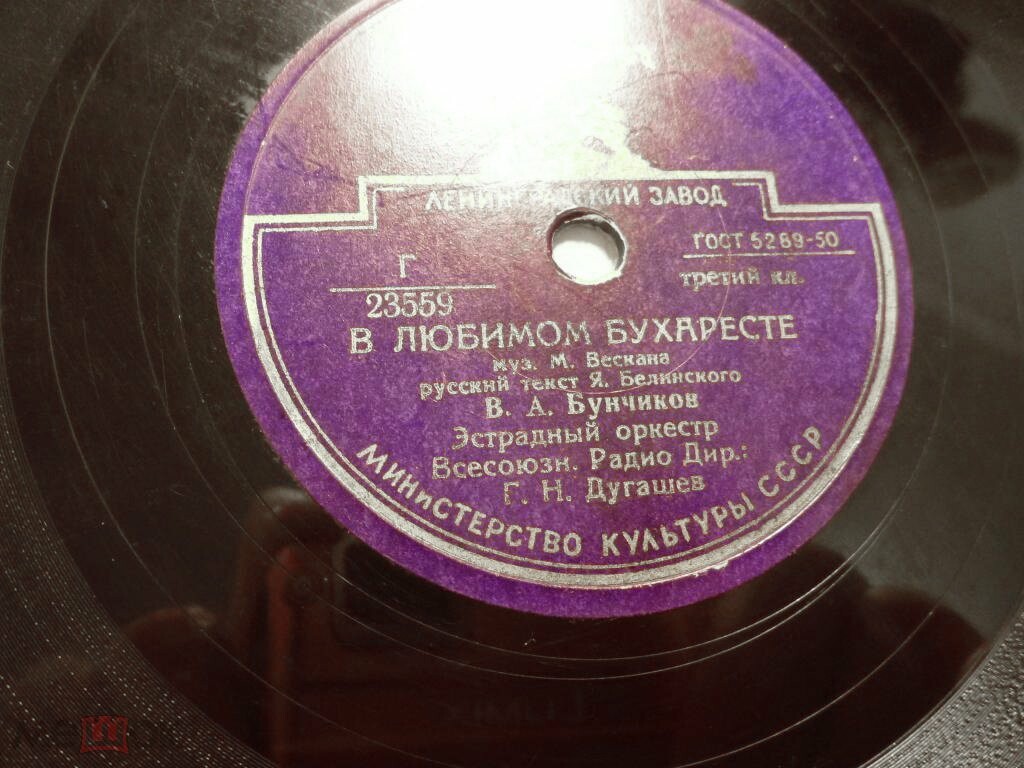 ЛЕНИНГРАДСКИЙ ЗАВОД
ГОСТ 5289-50
третий кл.
Г
23559
В ЛЮБИМОМ БУХАРЕСТЕ
муз. М. Вескана
русский текст Я. Белинского
В. А. Бунчиков
Эстрадный оркестр
Всесоюзн. Радио Дир.:
Г. Н. Дугашев
МИНИСТЕРСТВО КУЛЬТУРЫ СССР